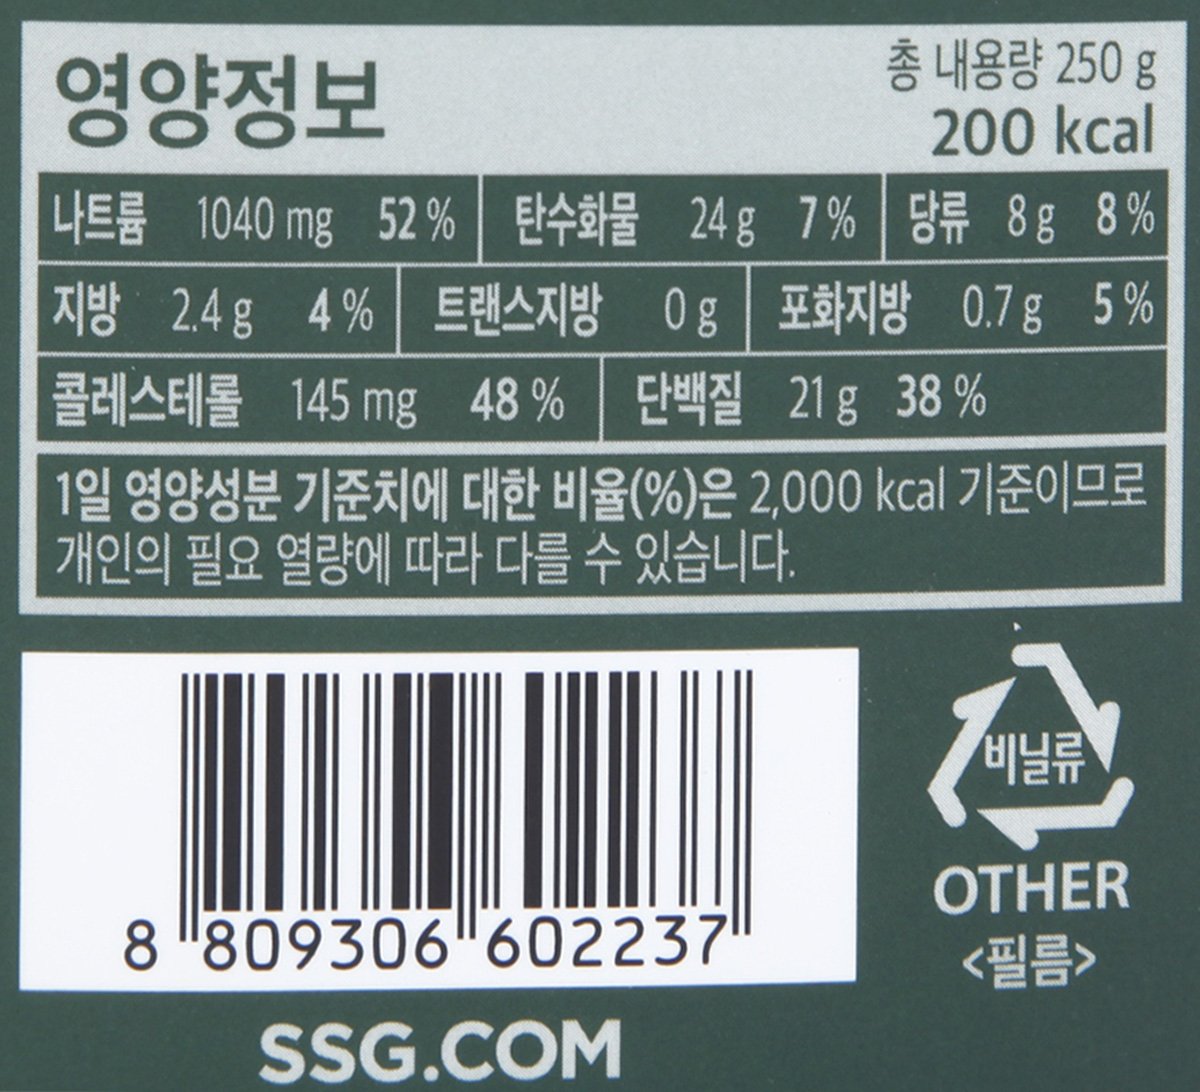 영양정보
총 내용량 250 g
200 kcal
나트륨 1040 mg 52 % 탄수화물 24 g 7 % 당류 8 g 8 %
지방 2.4 g 4 % 트랜스지방 0 g 포화지방 0.7 g 5 %
콜레스테롤 145 mg 48 % 단백질 21 g 38 %
1일 영양성분 기준치에 대한 비율(%)은 2,000 kcal 기준이므로
개인의 필요 열량에 따라 다를 수 있습니다.
8 809306 602237
비닐류
OTHER
<필름>
SSG.COM